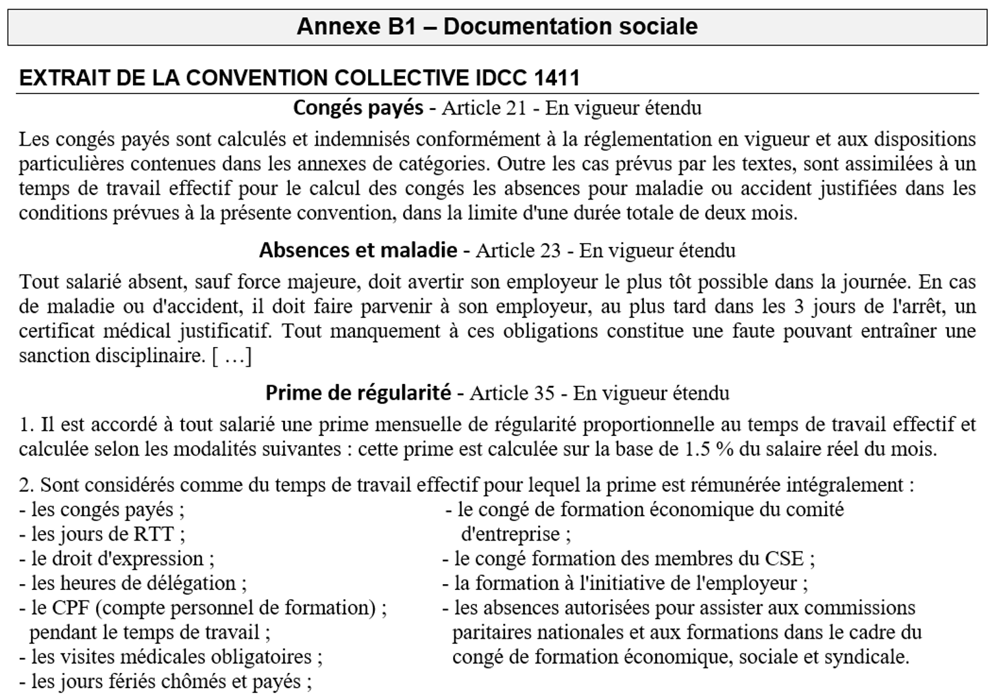 Annexe B1 – Documentation sociale
EXTRAIT DE LA CONVENTION COLLECTIVE IDCC 1411
Congés payés - Article 21 - En vigueur étendu
Les congés payés sont calculés et indemnisés conformément à la réglementation en vigueur et aux dispositions
particulières contenues dans les annexes de catégories. Outre les cas prévus par les textes, sont assimilées à un
temps de travail effectif pour le calcul des congés les absences pour maladie ou accident justifiées dans les
conditions prévues à la présente convention, dans la limite d'une durée totale de deux mois.
Absences et maladie - Article 23 - En vigueur étendu
Tout salarié absent, sauf force majeure, doit avertir son employeur le plus tôt possible dans la journée. En cas
de maladie ou d'accident, il doit faire parvenir à son employeur, au plus tard dans les 3 jours de l'arrêt, un
certificat médical justificatif. Tout manquement à ces obligations constitue une faute pouvant entraîner une
sanction disciplinaire. [ …]
Prime de régularité - Article 35 - En vigueur étendu
1. Il est accordé à tout salarié une prime mensuelle de régularité proportionnelle au temps de travail effectif et
calculée selon les modalités suivantes : cette prime est calculée sur la base de 1.5 % du salaire réel du mois.
2. Sont considérés comme du temps de travail effectif pour lequel la prime est rémunérée intégralement :
- les congés payés ;
- les jours de RTT ;
- le droit d'expression ;
- les heures de délégation ;
- le CPF (compte personnel de formation) ;
pendant le temps de travail ;
- les visites médicales obligatoires ;
- les jours fériés chômés et payés ;
- le congé de formation économique du comité
d'entreprise ;
- le congé formation des membres du CSE ;
- la formation à l'initiative de l'employeur ;
- les absences autorisées pour assister aux commissions
paritaires nationales et aux formations dans le cadre du
congé de formation économique, sociale et syndicale.